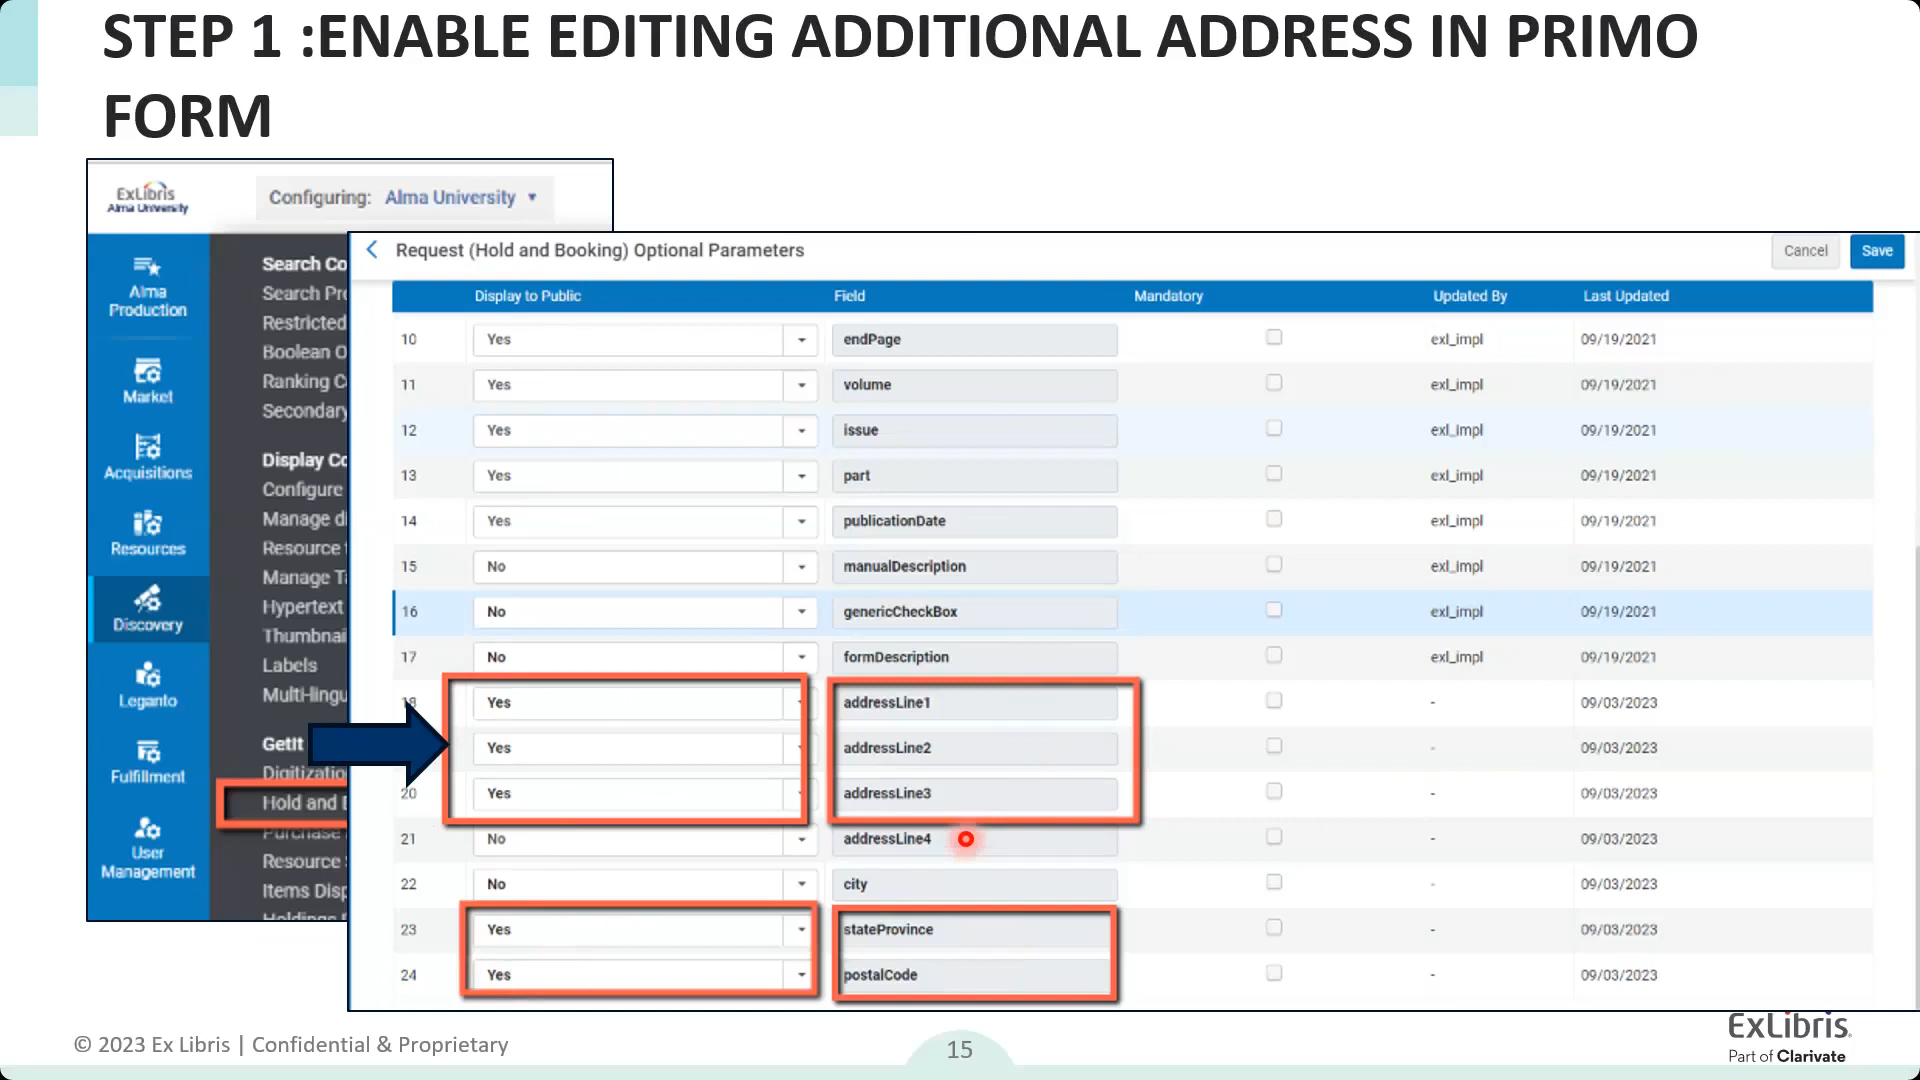 STEP 1 :ENABLE EDITING ADDITIONAL ADDRESS IN PRIMO
FORM
ExLibris
Alma University
Configuring: Alma University
Alma
Production
Market
Acquisitions
Resources
Discovery
Leganto
Fulfillment
User
Management
Search Co
Search Pr
Restricted
Boolean O
Ranking C
Secondary
Display Co
Configure
Manage di
Resource
Manage Ta
Hypertext
Thumbnai
Labels
Multi-lingu
GetIt
Digitizatio
Hold and
Purchase
Resource
Items Disp
Holdings
Request (Hold and Booking) Optional Parameters
Cancel Save
Display to Public Field Mandatory Updated By Last Updated
10 Yes endPage exl_impl 09/19/2021
11 Yes volume exl_impl 09/19/2021
12 Yes issue exl_impl 09/19/2021
13 Yes part exl_impl 09/19/2021
14 Yes publicationDate exl_impl 09/19/2021
15 No manualDescription exl_impl 09/19/2021
16 No genericCheckBox exl_impl 09/19/2021
17 No formDescription exl_impl 09/19/2021
18 Yes addressLine1 - 09/03/2023
Yes addressLine2 - 09/03/2023
20 Yes addressLine3 - 09/03/2023
21 No addressLine4 - 09/03/2023
22 No city - 09/03/2023
23 Yes stateProvince - 09/03/2023
24 Yes postalCode - 09/03/2023
© 2023 Ex Libris | Confidential & Proprietary
15
ExLibris
Part of Clarivate